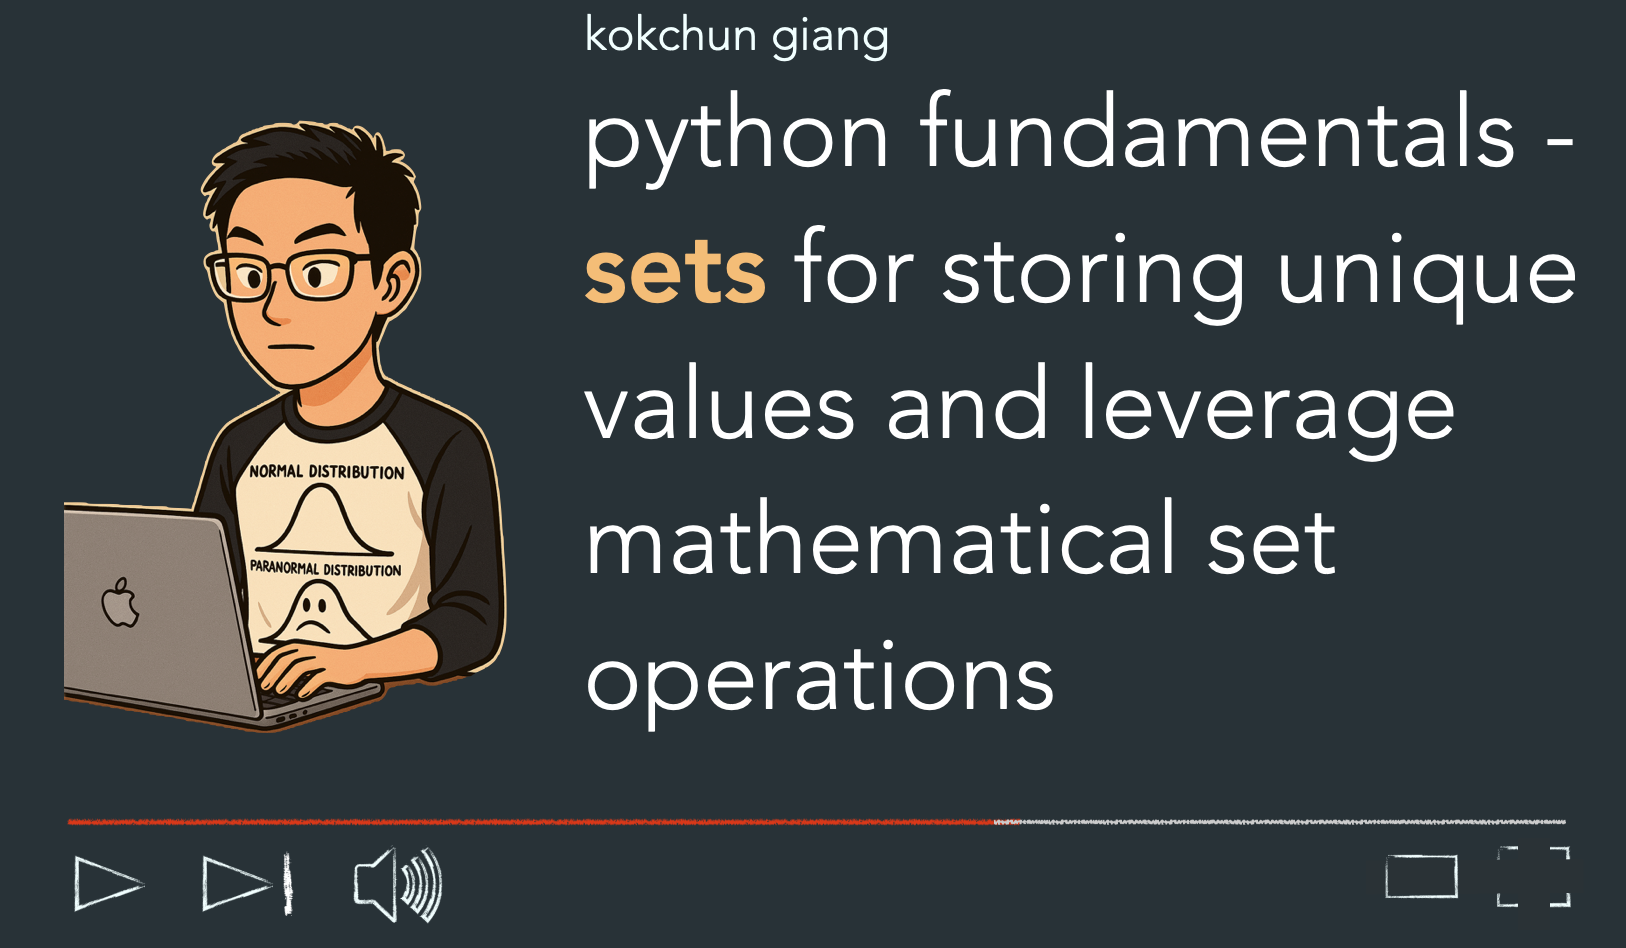 kokchun giang
python fundamentals -
sets for storing unique
values and leverage
mathematical set
operations
NORMAL DISTRIBUTION
PARANORMAL DISTRIBUTION